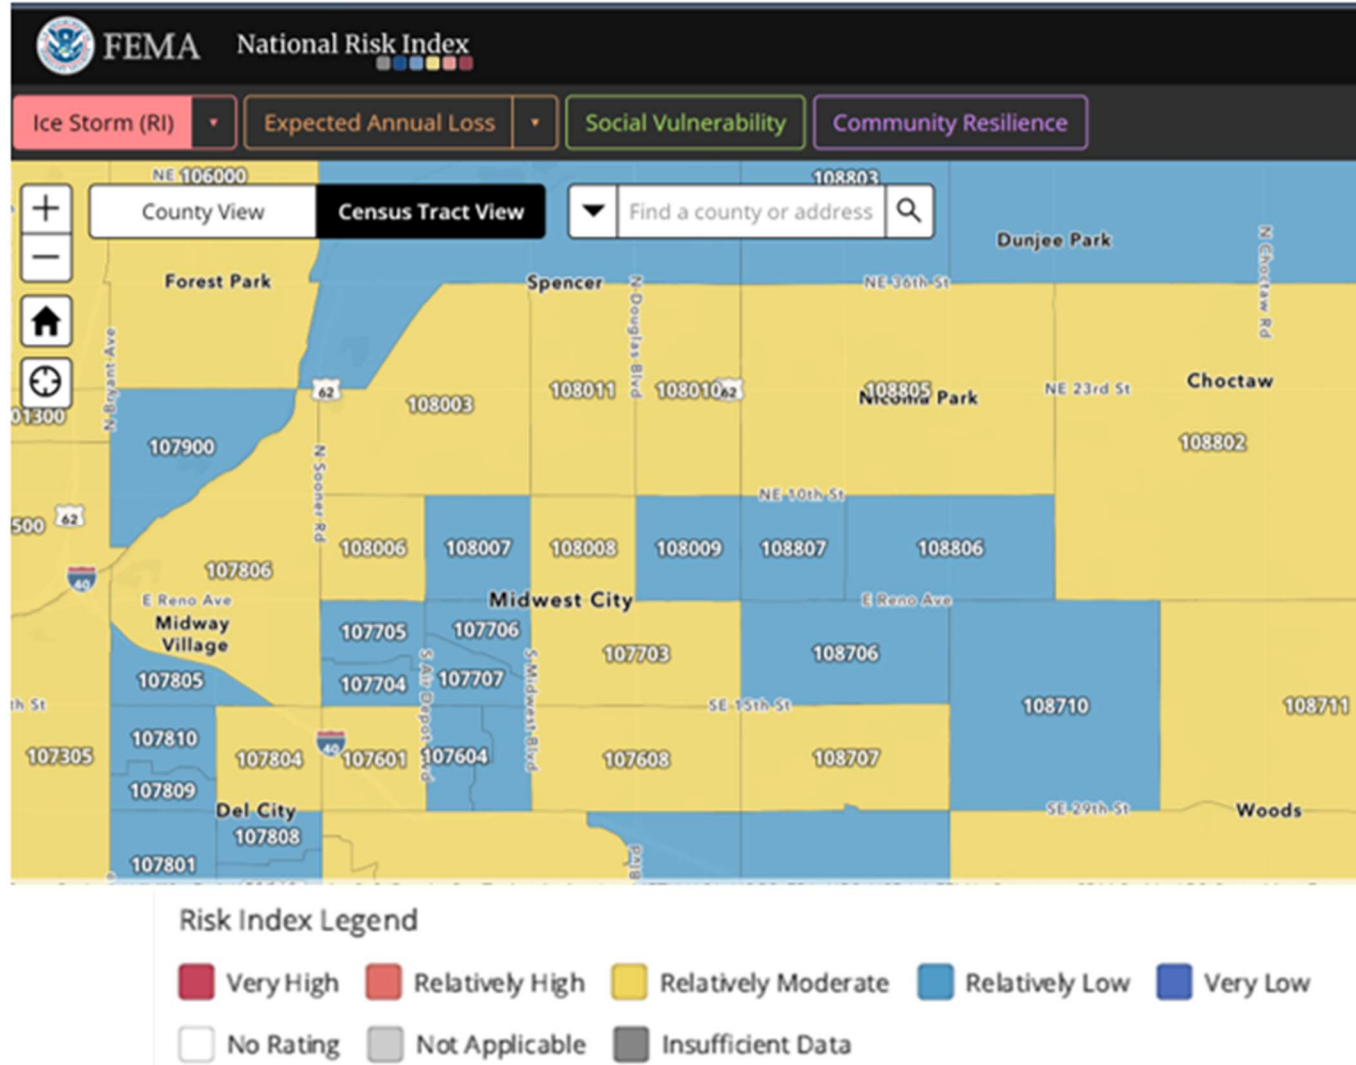 FEMA National Risk Index
Ice Storm (RI) Expected Annual Loss Social Vulnerability Community Resilience
NE 106000 108803
+ County View Census Tract View Find a county or address
Dunjee Park
N Choctaw Rd
Forest Park Spencer NE 36th St
N Douglas Blvd
N Bryant Ave
62 108003 108011 108010 62 108805 Nicoma Park NE 23rd St Choctaw
01300
107900 108802
N Sooner Rd
NE 10th St
500 62
108006 108007 108008 108009 108807 108806
40 107806
E Reno Ave Midwest City E Reno Ave
Midway
Village
107705 107706 107703 108706
107805 107704 107707
S Air Depot Blvd
S Midwest Blvd
th St SE 15th St 108710 108711
107810
107305 107804 40 107601 107604 107608 108707
107809
Del City SE 29th St Woods
107808
107801 Blvd
Risk Index Legend
Very High Relatively High Relatively Moderate Relatively Low Very Low
No Rating Not Applicable Insufficient Data